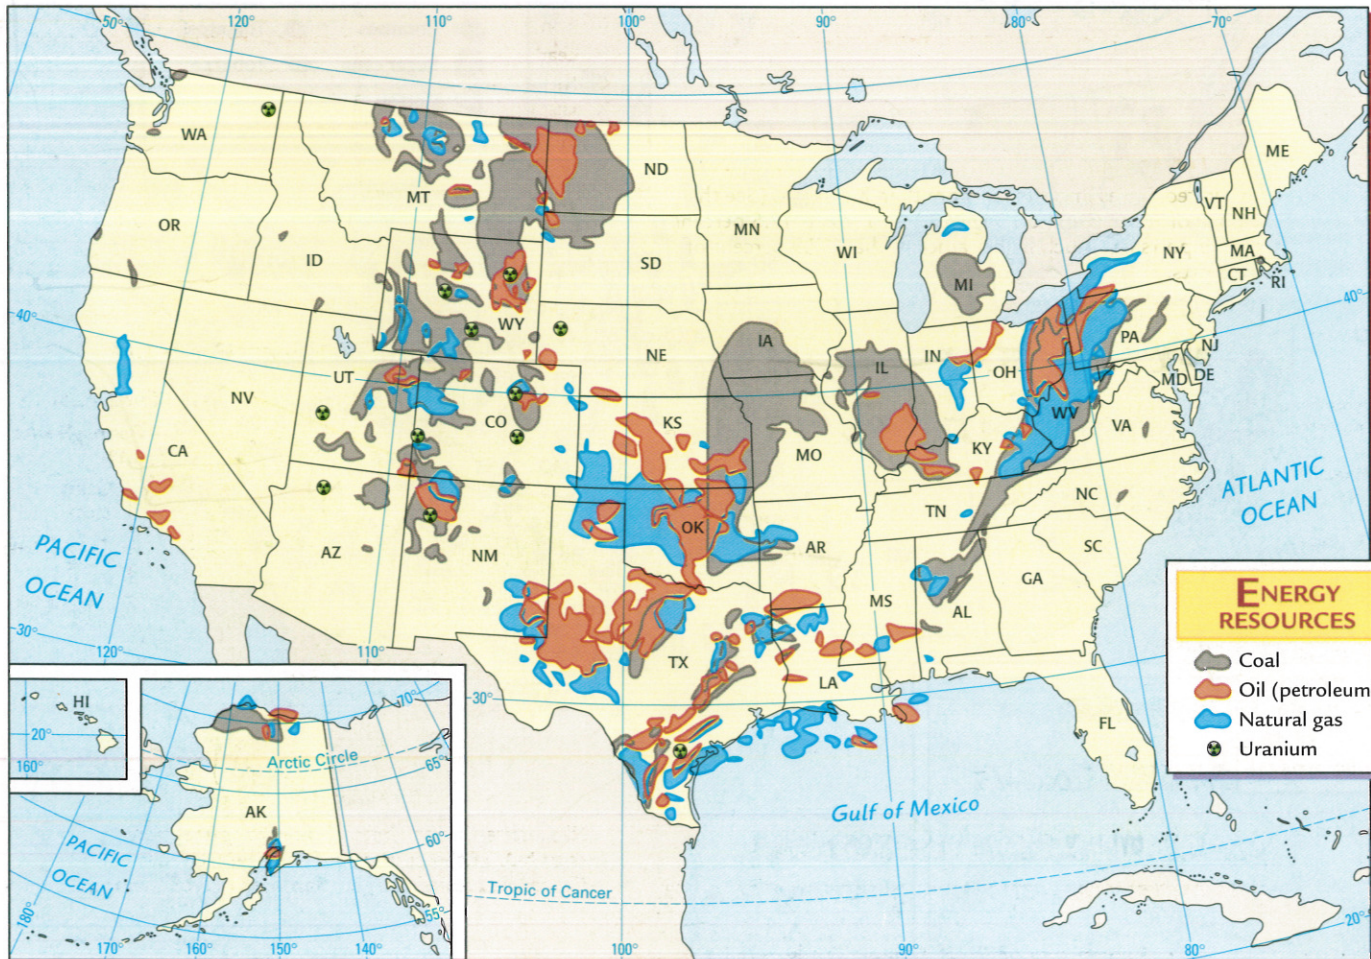 50°
120°
110°
100°
90°
80°
70°
WA
MT
ND
ME
OR
ID
MN
VT
NH
SD
WI
NY
MA
MI
CT
RI
40°
40°
WY
IA
PA
NE
IL
IN
OH
NJ
UT
MD
DE
NV
CO
WV
KS
VA
CA
MO
KY
ATLANTIC
OCEAN
NC
TN
OK
AR
PACIFIC
OCEAN
AZ
NM
SC
MS
AL
GA
30°
120°
110°
TX
LA
30°
FL
ENERGY
RESOURCES
Coal
Oil (petroleum
Natural gas
Uranium
HI
20°
160°
70°
Arctic Circle
65°
AK
60°
PACIFIC
OCEAN
55°
180°
170°
160°
150°
140°
Gulf of Mexico
Tropic of Cancer
100°
90°
80°
20°